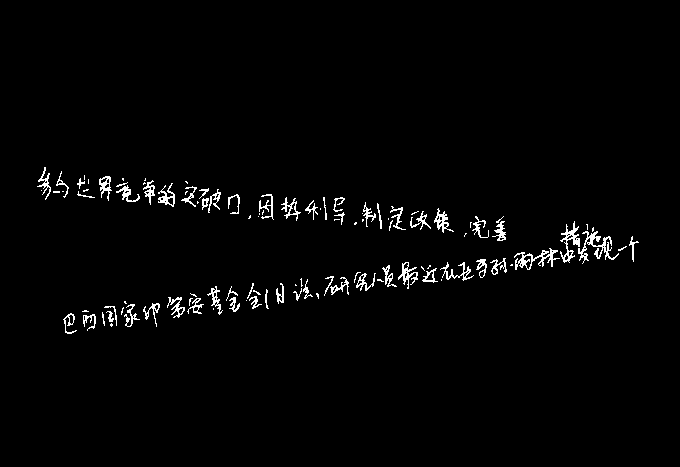 参与世界竞争的突破口,因势利导,制定政策,完善措施
巴西国家印第安基金会1日说,研究人员最近在亚马孙雨林中发现一个